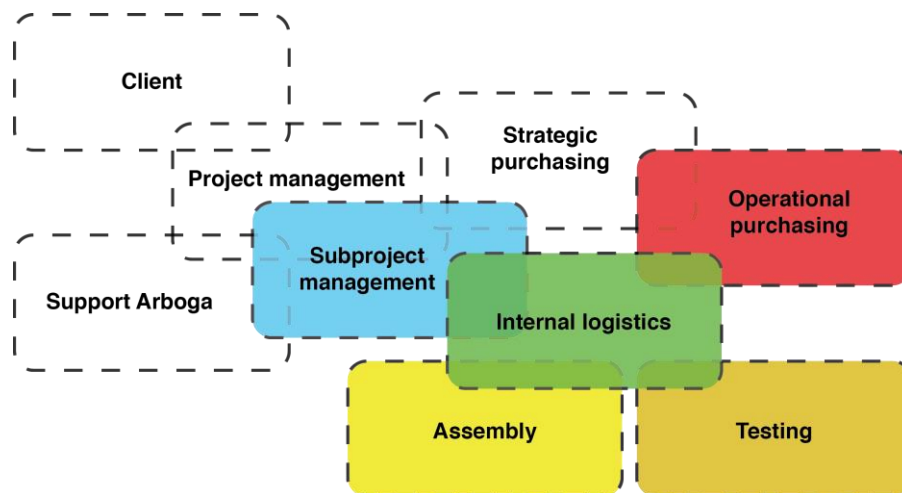 Client
Strategic
purchasing
Project management
Operational
purchasing
Subproject
management
Support Arboga
Internal logistics
Assembly
Testing